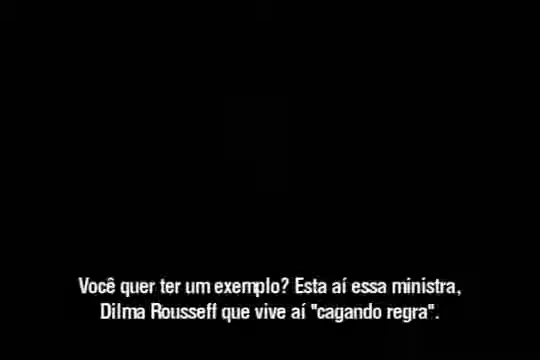 Você quer ter um exemplo? Esta aí essa ministra,
Dilma Rousseff que vive aí "cagando regra".